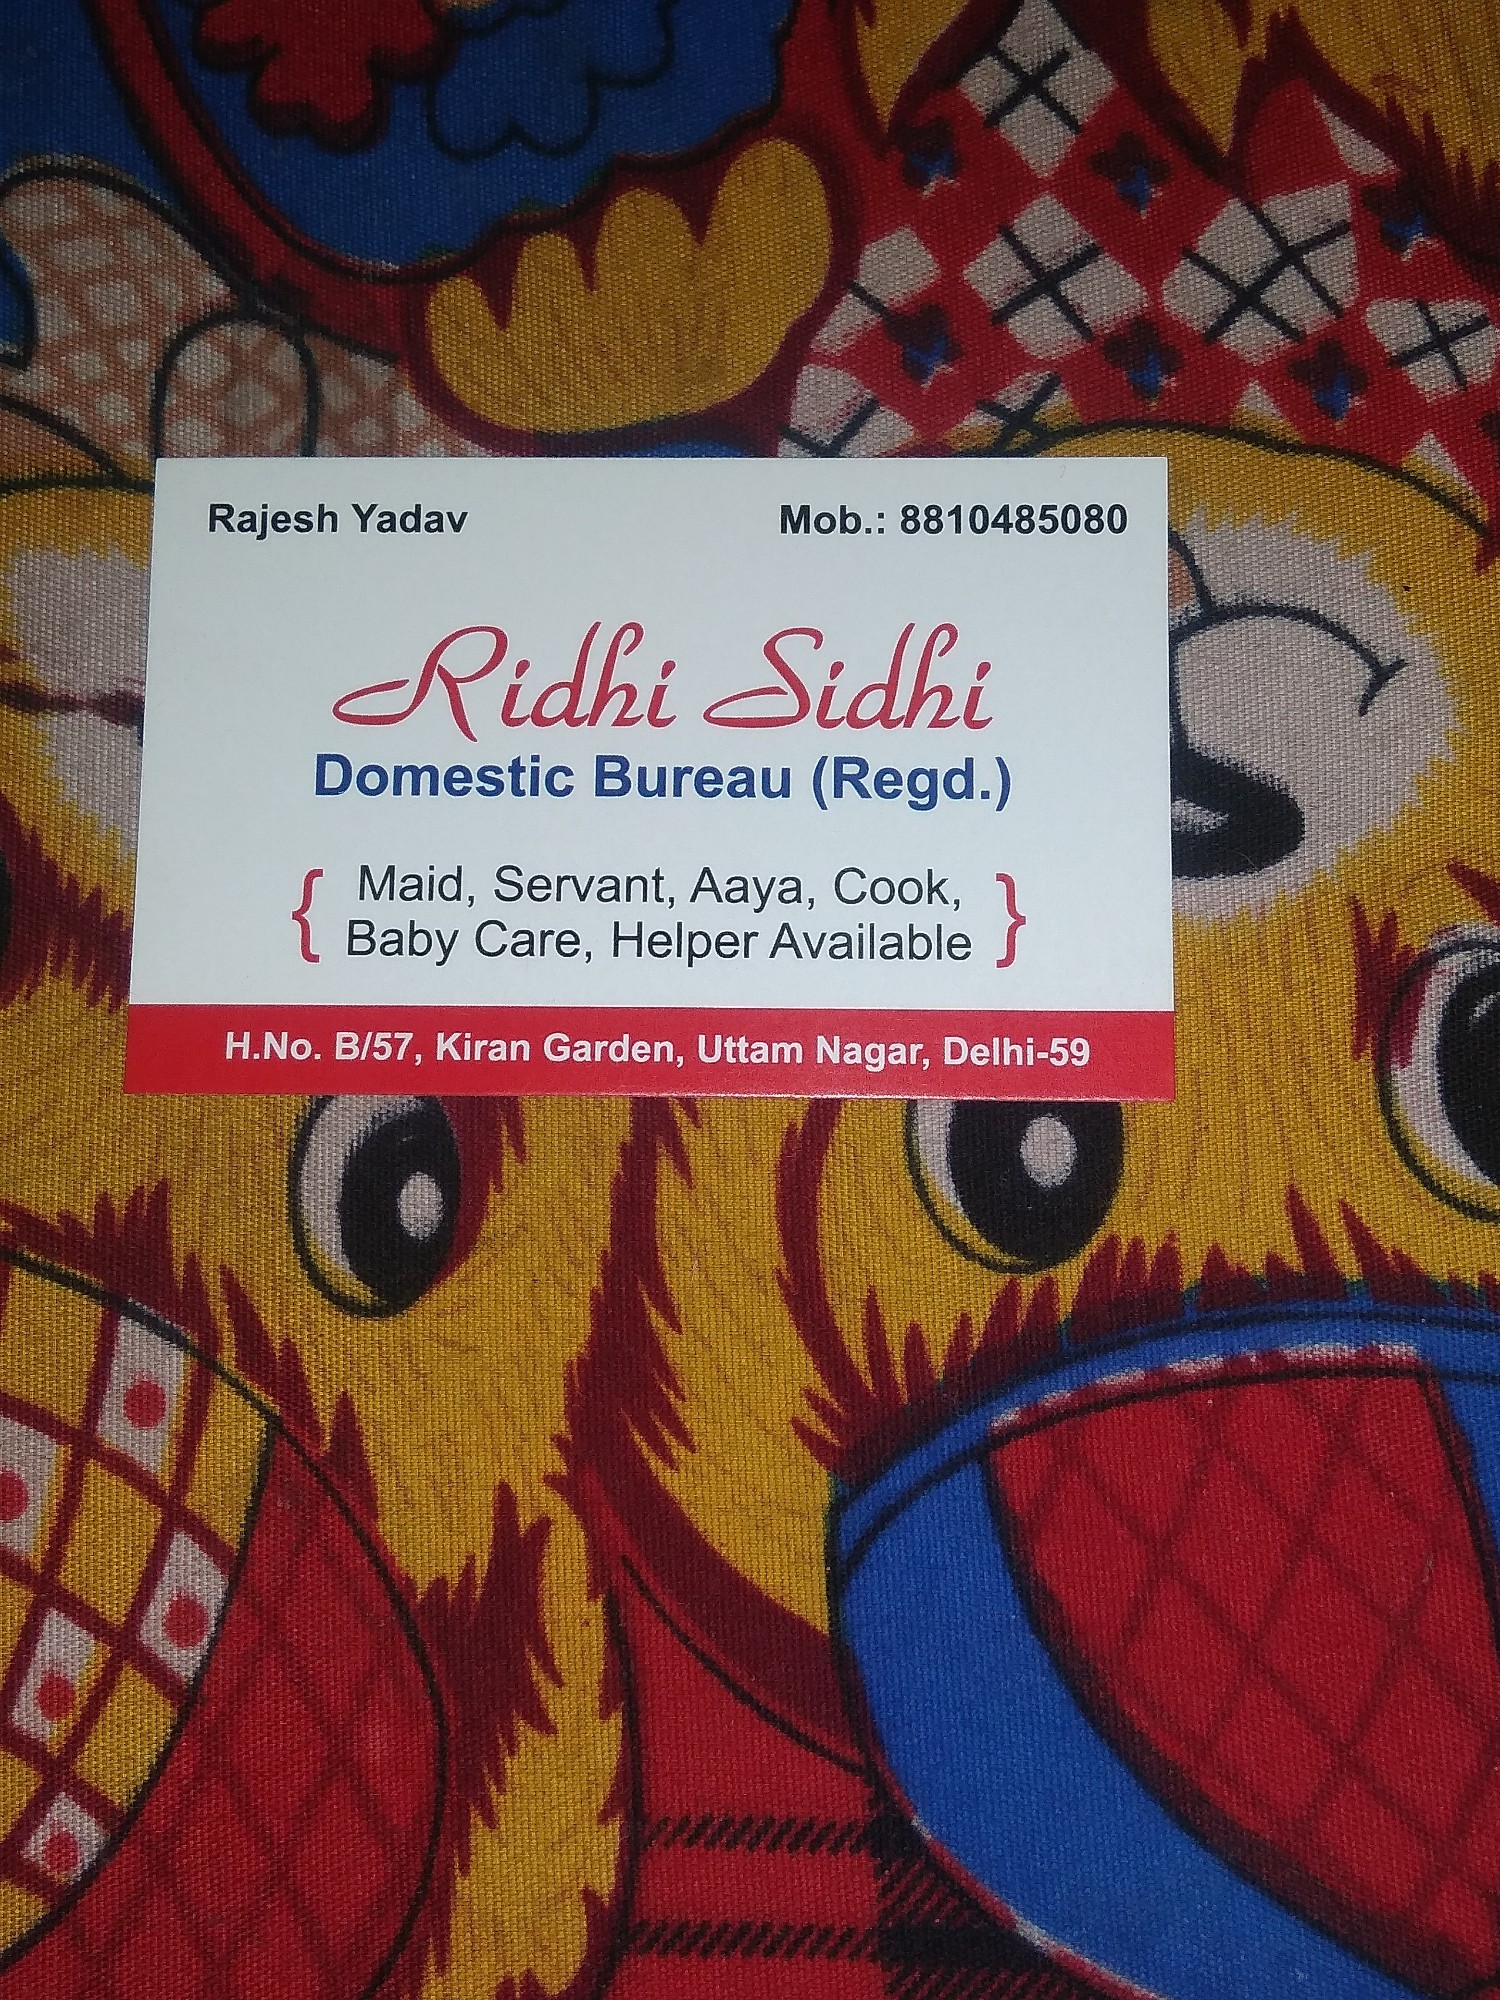 Rajesh Yadav Mob.: 8810485080
Ridhi Sidhi
Domestic Bureau (Regd.)
{ Maid, Servant, Aaya, Cook,
Baby Care, Helper Available }
H.No. B/57, Kiran Garden, Uttam Nagar, Delhi-59